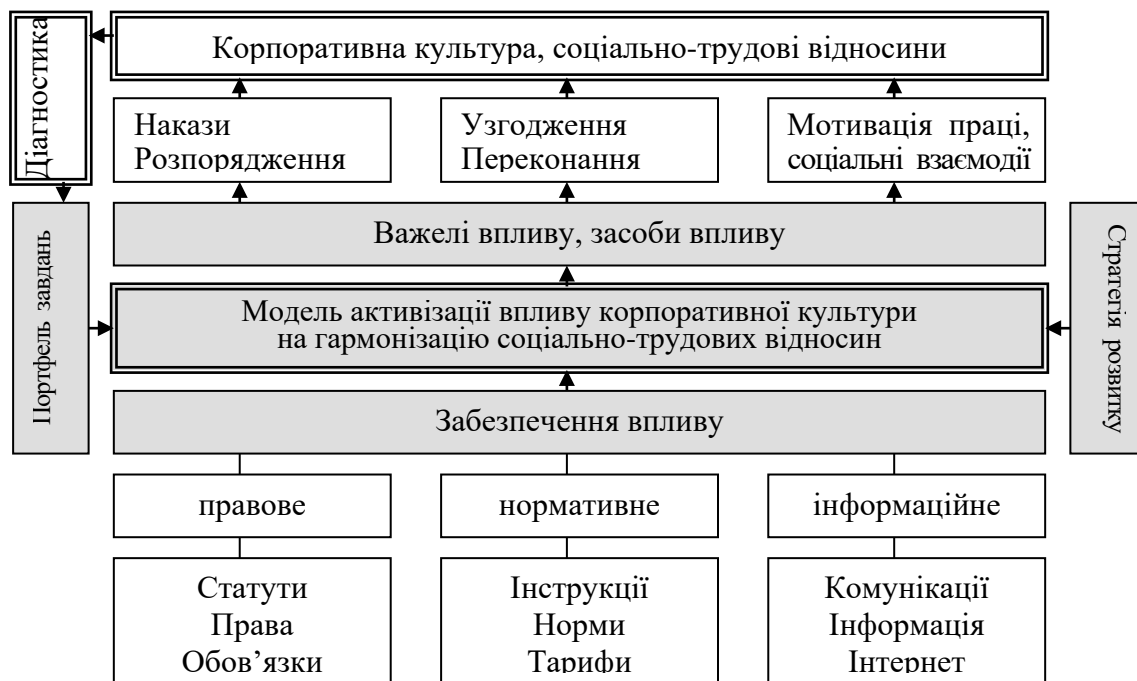 Діагностика
Корпоративна культура, соціально-трудові відносини
Накази
Розпорядження
Узгодження
Переконання
Мотивація праці,
соціальні взаємодії
Портфель завдань
Важелі впливу, засоби впливу
Стратегія розвитку
Модель активізації впливу корпоративної культури
на гармонізацію соціально-трудових відносин
Забезпечення впливу
правове
нормативне
інформаційне
Статути
Права
Обов’язки
Інструкції
Норми
Тарифи
Комунікації
Інформація
Інтернет